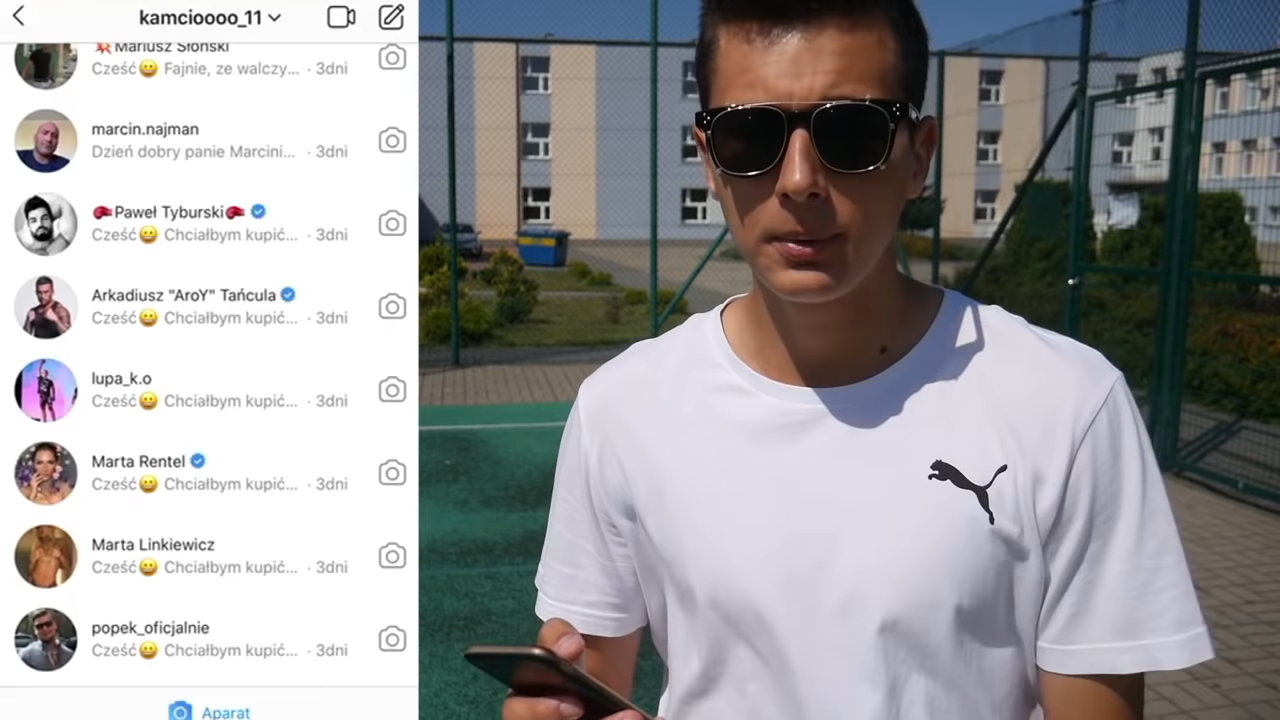 kamcioooo_11
Mariusz Słoński
Cześć😀 Fajnie, ze walczy... · 3dni
marcin.najman
Dzień dobry panie Marcini... · 3dni
🥊Paweł Tyburski🥊
Cześć😀 Chciałbym kupić... · 3dni
Arkadiusz "AroY" Tańcula
Cześć😀 Chciałbym kupić... · 3dni
lupa_k.o
Cześć😀 Chciałbym kupić... · 3dni
Marta Rentel
Cześć😀 Chciałbym kupić... · 3dni
Marta Linkiewicz
Cześć😀 Chciałbym kupić... · 3dni
popek_oficjalnie
Cześć😀 Chciałbym kupić... · 3dni
Aparat